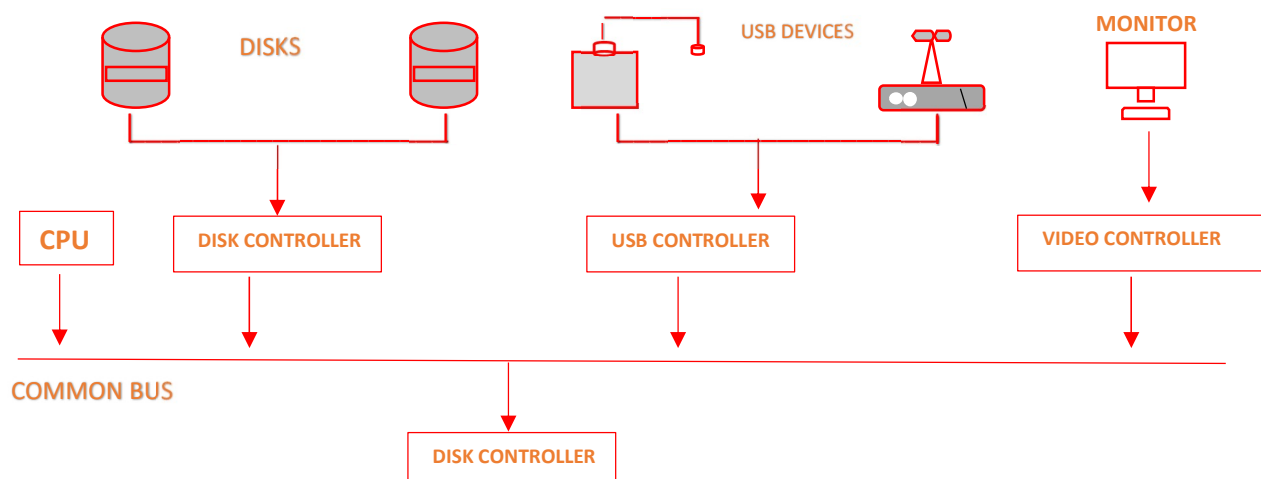 DISKS
USB DEVICES
MONITOR
CPU
DISK CONTROLLER
USB CONTROLLER
VIDEO CONTROLLER
COMMON BUS
DISK CONTROLLER